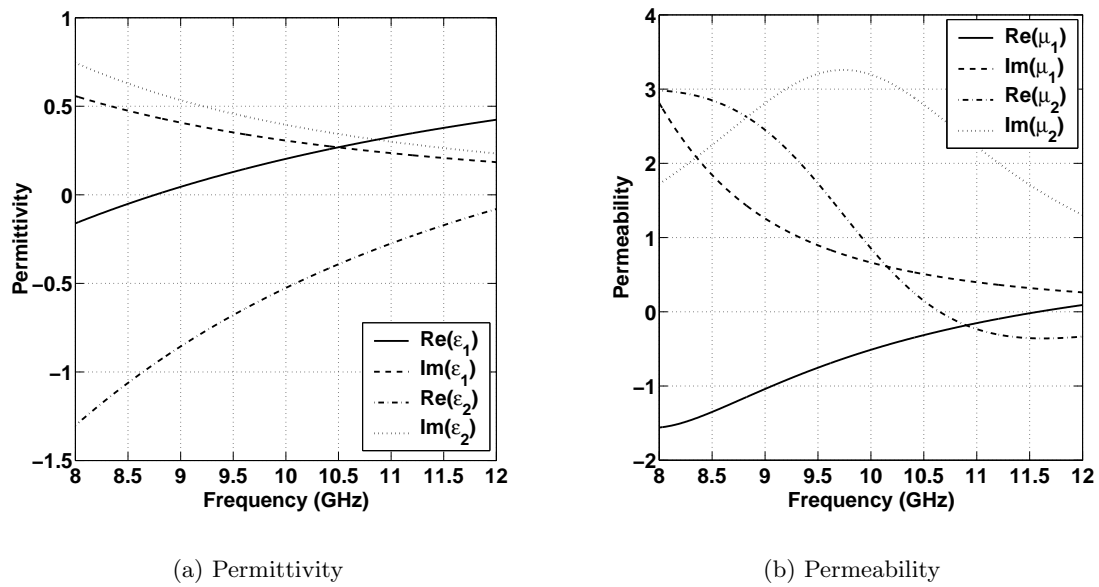 1
0.5
0
−0.5
−1
−1.5
Permittivity
8 8.5 9 9.5 10 10.5 11 11.5 12
Frequency (GHz)
Re(ε₁)
Im(ε₁)
Re(ε₂)
Im(ε₂)
(a) Permittivity
4
3
2
1
0
−1
−2
Permeability
8 8.5 9 9.5 10 10.5 11 11.5 12
Frequency (GHz)
Re(μ₁)
Im(μ₁)
Re(μ₂)
Im(μ₂)
(b) Permeability